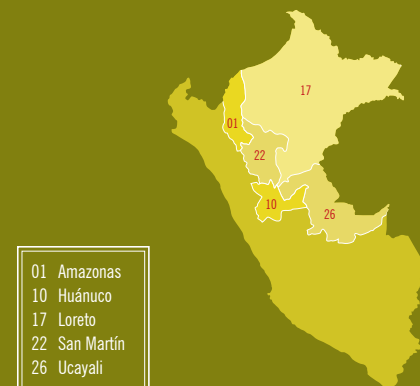 17
01
22
10
26
01 Amazonas
10 Huánuco
17 Loreto
22 San Martín
26 Ucayali